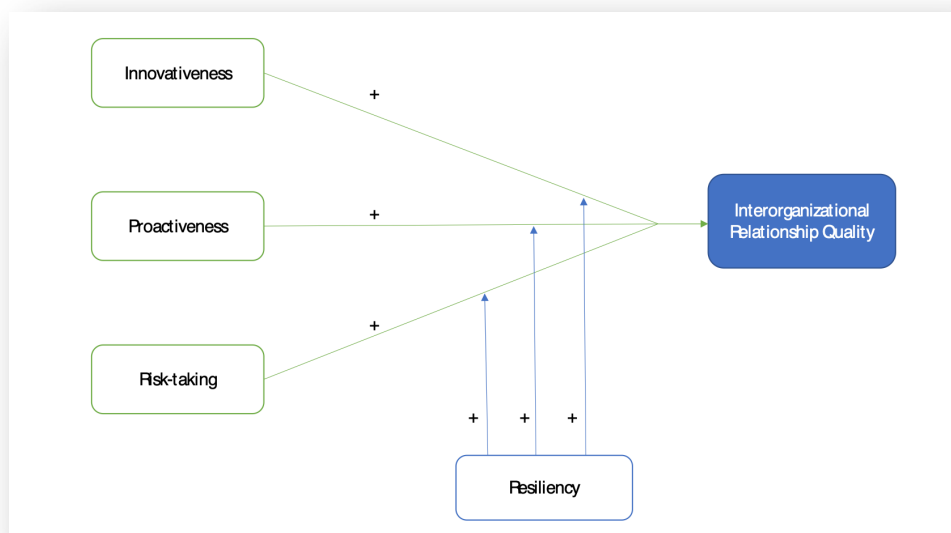 Innovativeness
+
Proactiveness
+
Interorganizational
Relationship Quality
+
Risk-taking
+ + +
Resiliency